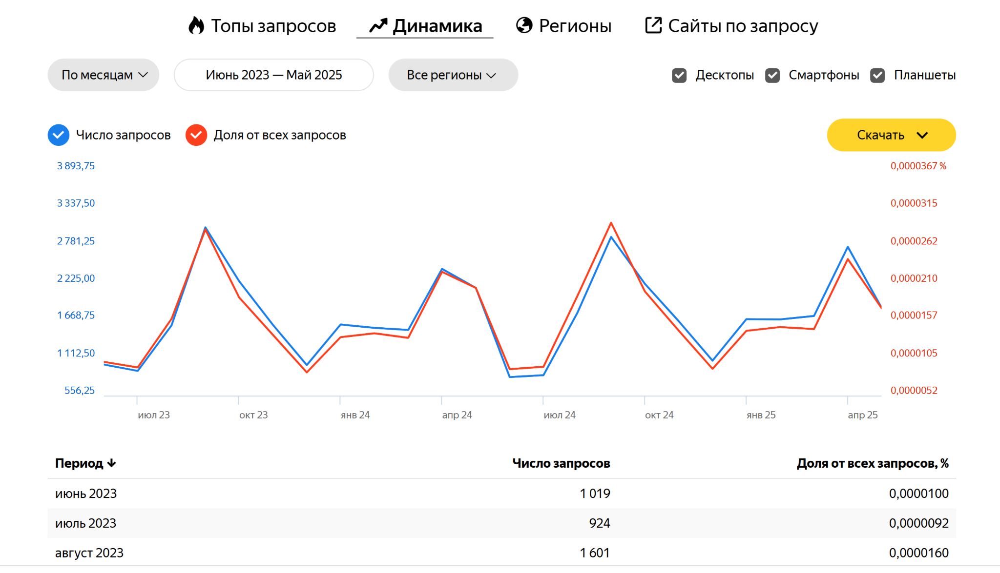 Топы запросов Динамика Регионы Сайты по запросу
По месяцам Июнь 2023 — Май 2025 Все регионы Десктопы Смартфоны Планшеты
Число запросов Доля от всех запросов Скачать
3 893,75 0,0000367 %
3 337,50 0,0000315
2 781,25 0,0000262
2 225,00 0,0000210
1 668,75 0,0000157
1 112,50 0,0000105
556,25 0,0000052
июл 23 окт 23 янв 24 апр 24 июл 24 окт 24 янв 25 апр 25
Период Число запросов Доля от всех запросов, %
июнь 2023 1 019 0,0000100
июль 2023 924 0,0000092
август 2023 1 601 0,0000160